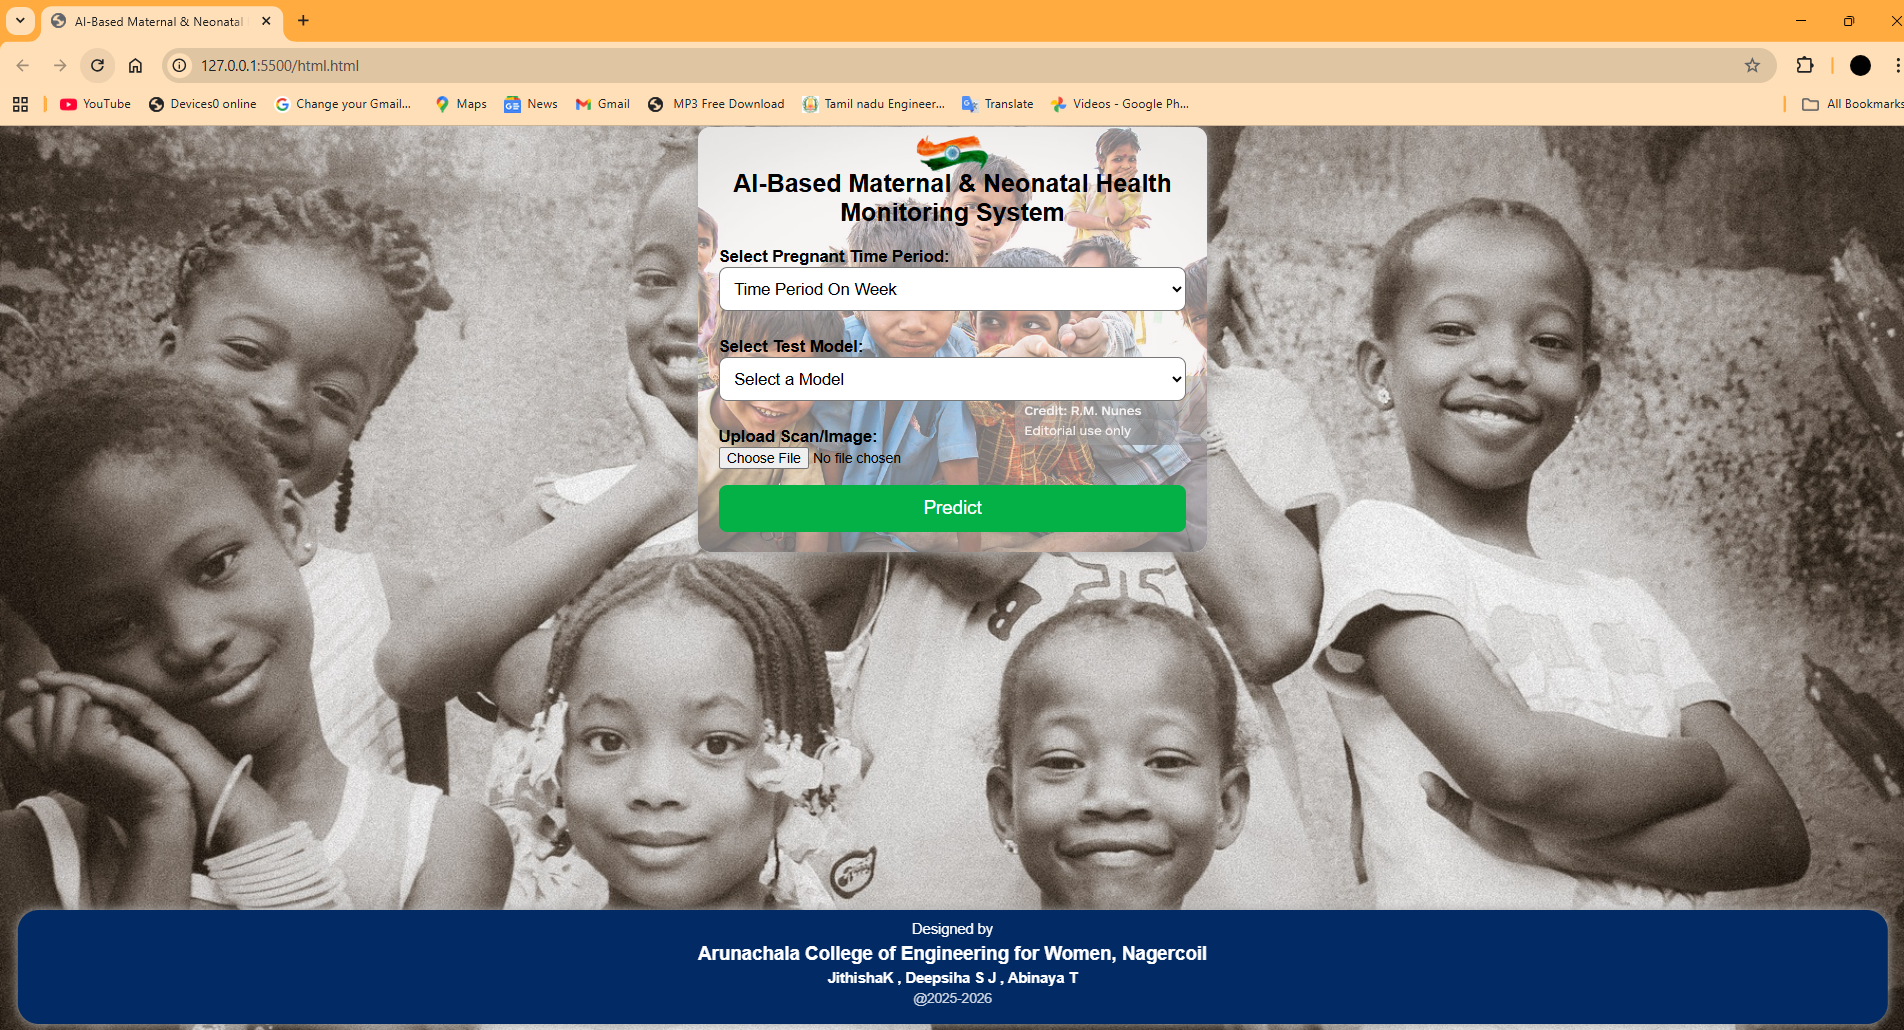 AI-Based Maternal & Neonatal
127.0.0.1:5500/html.html
YouTube
Devices0 online
Change your Gmail...
Maps
News
Gmail
MP3 Free Download
Tamil nadu Engineer...
Translate
Videos - Google Ph...
All Bookmarks
AI-Based Maternal & Neonatal Health
Monitoring System
Select Pregnant Time Period:
Time Period On Week
Select Test Model:
Select a Model
Credit: R.M. Nunes
Editorial use only
Upload Scan/Image:
Choose File No file chosen
Predict
Designed by
Arunachala College of Engineering for Women, Nagercoil
JithishaK , Deepsiha S J , Abinaya T
@2025-2026